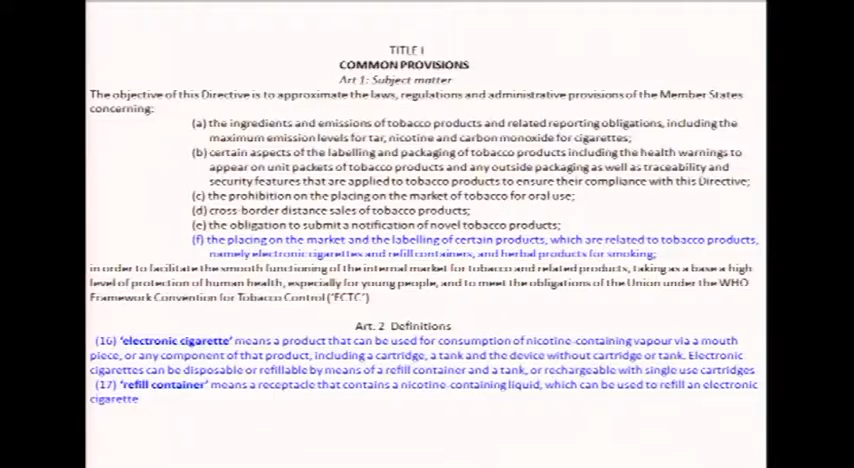 TITLE I
COMMON PROVISIONS
Art 1: Subject matter
The objective of this Directive is to approximate the laws, regulations and administrative provisions of the Member States
concerning:
(a) the ingredients and emissions of tobacco products and related reporting obligations, including the
maximum emission levels for tar, nicotine and carbon monoxide for cigarettes;
(b) certain aspects of the labelling and packaging of tobacco products including the health warnings to
appear on unit packets of tobacco products and any outside packaging as well as traceability and
security features that are applied to tobacco products to ensure their compliance with this Directive;
(c) the prohibition on the placing on the market of tobacco for oral use;
(d) cross-border distance sales of tobacco products;
(e) the obligation to submit a notification of novel tobacco products;
(f) the placing on the market and the labelling of certain products, which are related to tobacco products,
namely electronic cigarettes and refill containers, and herbal products for smoking;
in order to facilitate the smooth functioning of the internal market for tobacco and related products, taking as a base a high
level of protection of human health, especially for young people, and to meet the obligations of the Union under the WHO
Framework Convention for Tobacco Control ('FCTC')
Art. 2 Definitions
(16) 'electronic cigarette' means a product that can be used for consumption of nicotine-containing vapour via a mouth
piece, or any component of that product, including a cartridge, a tank and the device without cartridge or tank. Electronic
cigarettes can be disposable or refillable by means of a refill container and a tank, or rechargeable with single use cartridges
(17) 'refill container' means a receptacle that contains a nicotine-containing liquid, which can be used to refill an electronic
cigarette